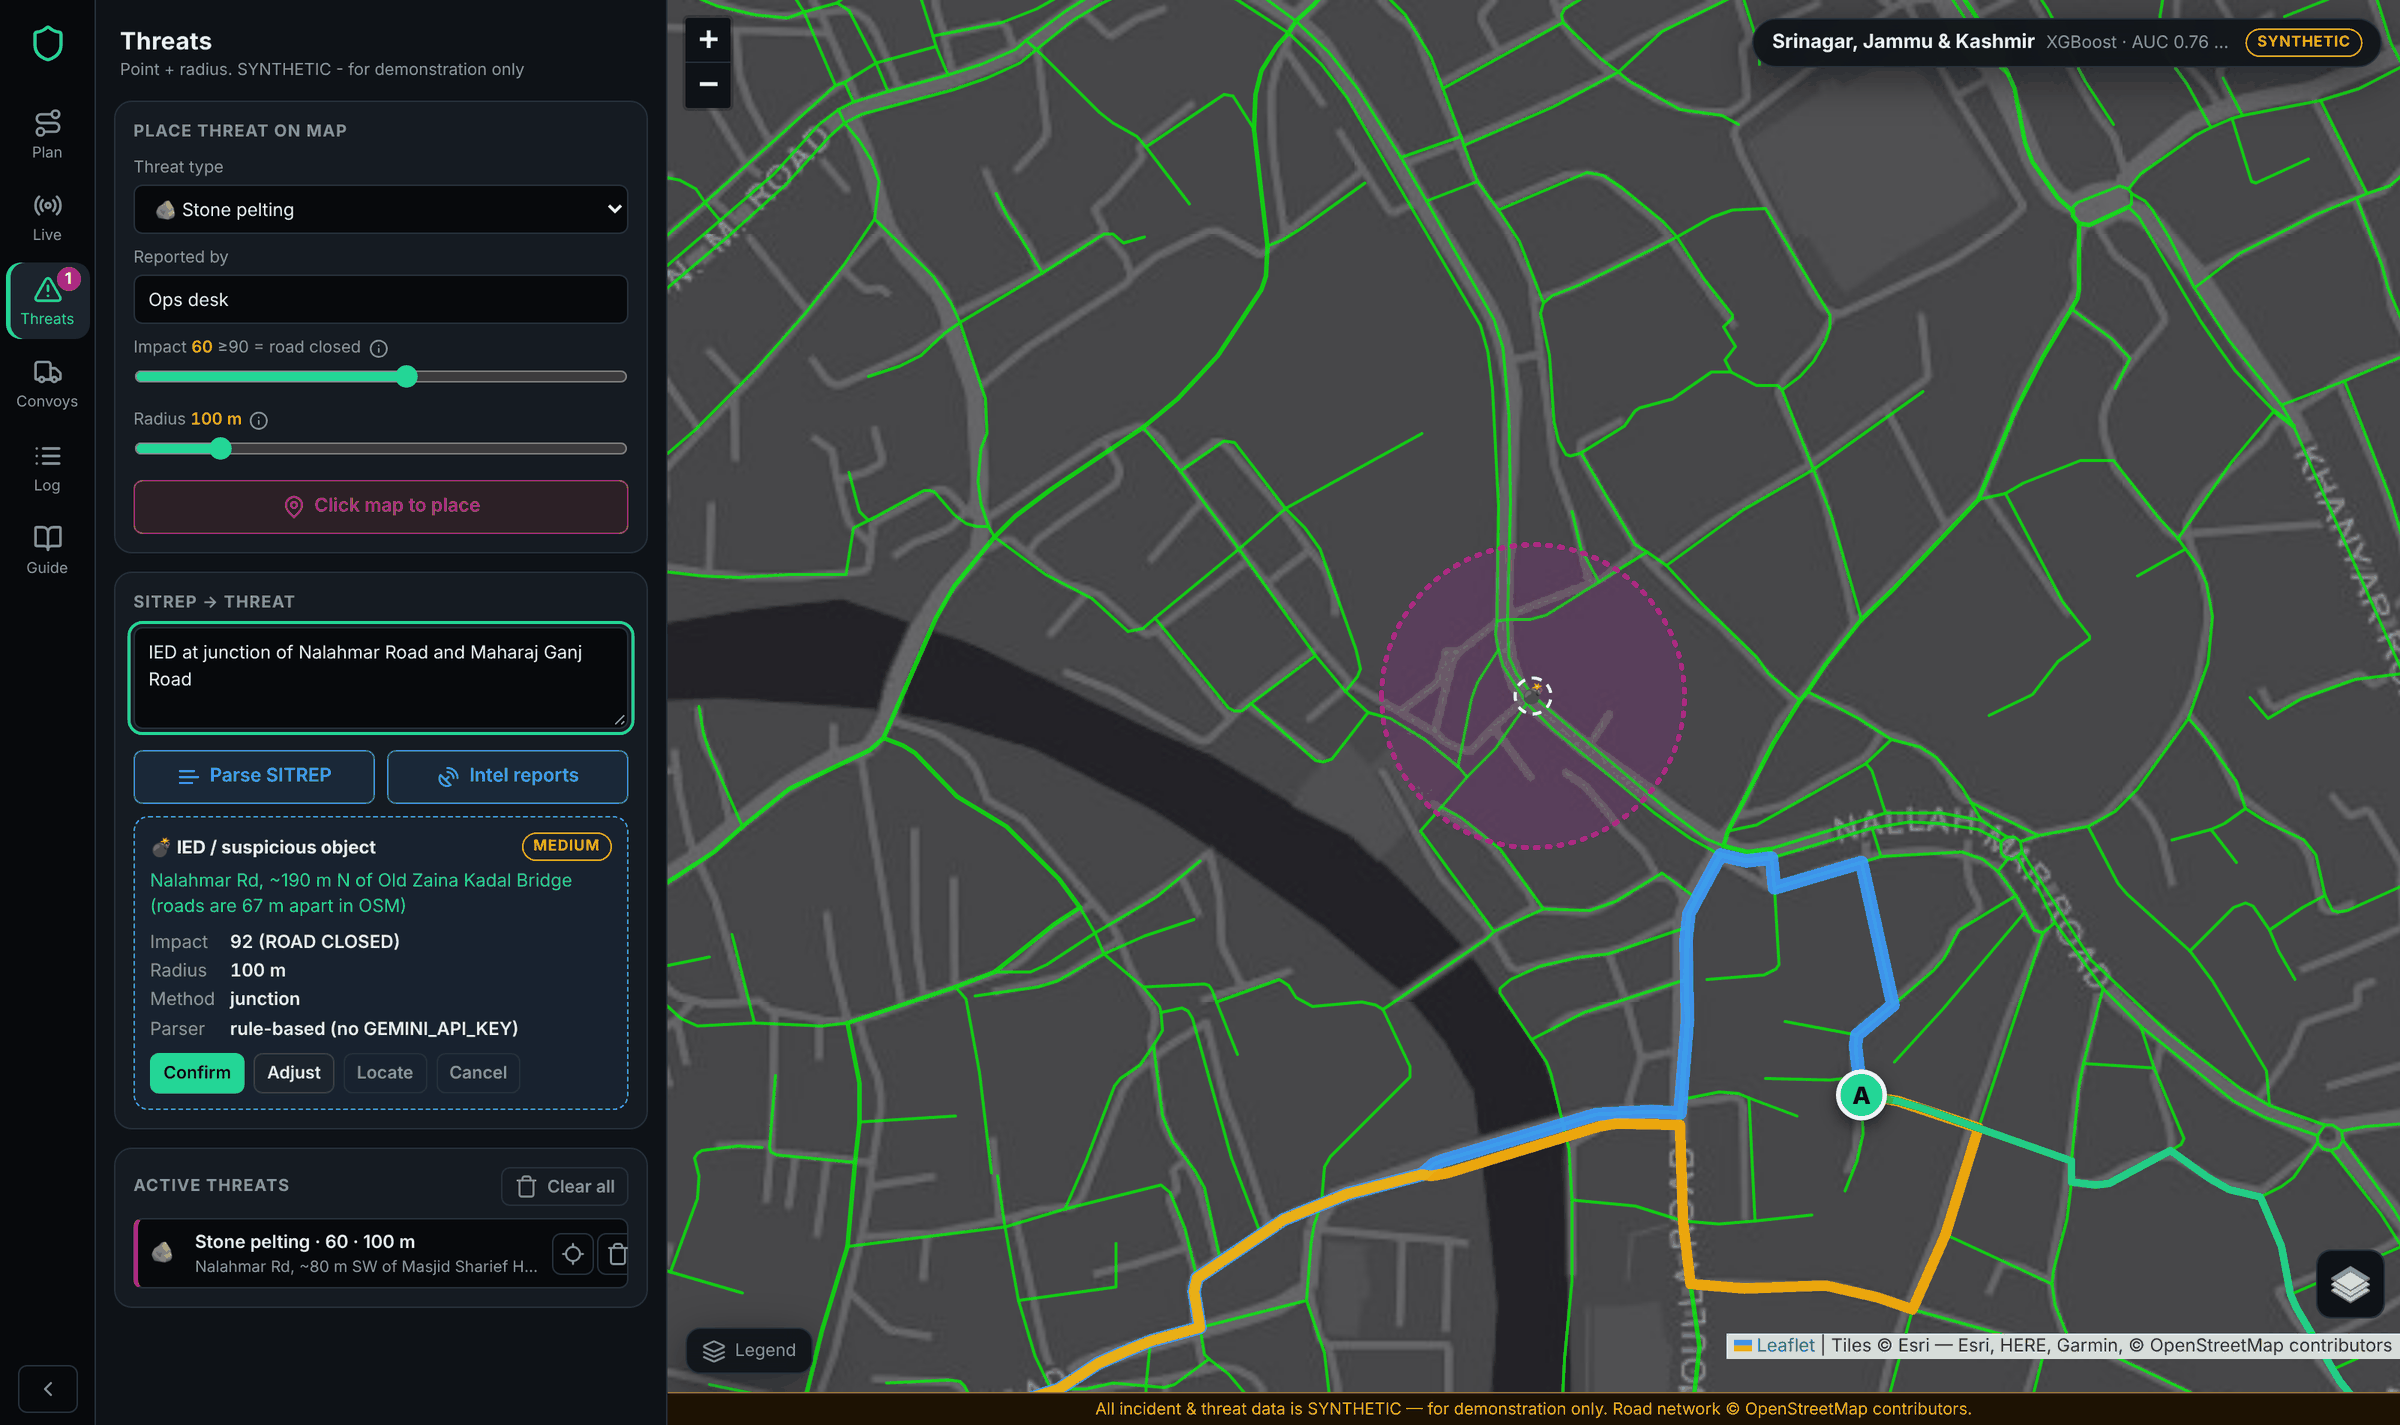 Plan
Live
1
Threats
Convoys
Log
Guide
Threats
Point + radius. SYNTHETIC - for demonstration only
PLACE THREAT ON MAP
Threat type
Stone pelting
Reported by
Ops desk
Impact 60 ≥90 = road closed
Radius 100 m
Click map to place
SITREP → THREAT
IED at junction of Nalahmar Road and Maharaj Ganj
Road
Parse SITREP
Intel reports
IED / suspicious object
MEDIUM
Nalahmar Rd, ~190 m N of Old Zaina Kadal Bridge
(roads are 67 m apart in OSM)
Impact 92 (ROAD CLOSED)
Radius 100 m
Method junction
Parser rule-based (no GEMINI_API_KEY)
Confirm
Adjust
Locate
Cancel
ACTIVE THREATS
Clear all
Stone pelting · 60 · 100 m
Nalahmar Rd, ~80 m SW of Masjid Sharief H...
+
−
Srinagar, Jammu & Kashmir XGBoost · AUC 0.76 ... SYNTHETIC
ROAD
NALLAH MAR ROAD
A
Legend
Leaflet | Tiles © Esri — Esri, HERE, Garmin, © OpenStreetMap contributors
All incident & threat data is SYNTHETIC — for demonstration only. Road network © OpenStreetMap contributors.